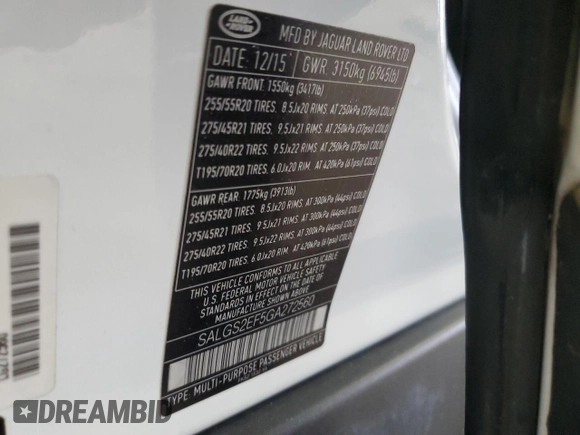 LAND
ROVER
MFD BY JAGUAR LAND ROVER LTD
DATE: 12/15 GWR. 3150kg (6945lb)
GAWR FRONT: 1550kg (3417lb)
255/55R20 TIRES. 8.5Jx20 RIMS. AT 250kPa (37psi) COLD
275/45R21 TIRES. 9.5Jx21 RIMS. AT 250kPa (37psi) COLD
275/40R22 TIRES. 9.5Jx22 RIMS. AT 250kPa (37psi) COLD
T195/70R20 TIRES. 6.0Jx20 RIM. AT 420kPa (61psi) COLD
GAWR REAR: 1775kg (3913lb)
255/55R20 TIRES. 8.5Jx20 RIMS. AT 300kPa (44psi) COLD
275/45R21 TIRES. 9.5Jx21 RIMS. AT 300kPa (44psi) COLD
275/40R22 TIRES. 9.5Jx22 RIMS. AT 300kPa (44psi) COLD
T195/70R20 TIRES. 6.0Jx20 RIM. AT 420kPa (61psi) COLD
THIS VEHICLE CONFORMS TO ALL APPLICABLE
U.S. FEDERAL MOTOR VEHICLE SAFETY
STANDARDS IN EFFECT ON THE DATE OF
MANUFACTURE SHOWN ABOVE.
SALGS2EF5GA272560
TYPE: MULTI-PURPOSE PASSENGER VEHICLE
DREAMBID